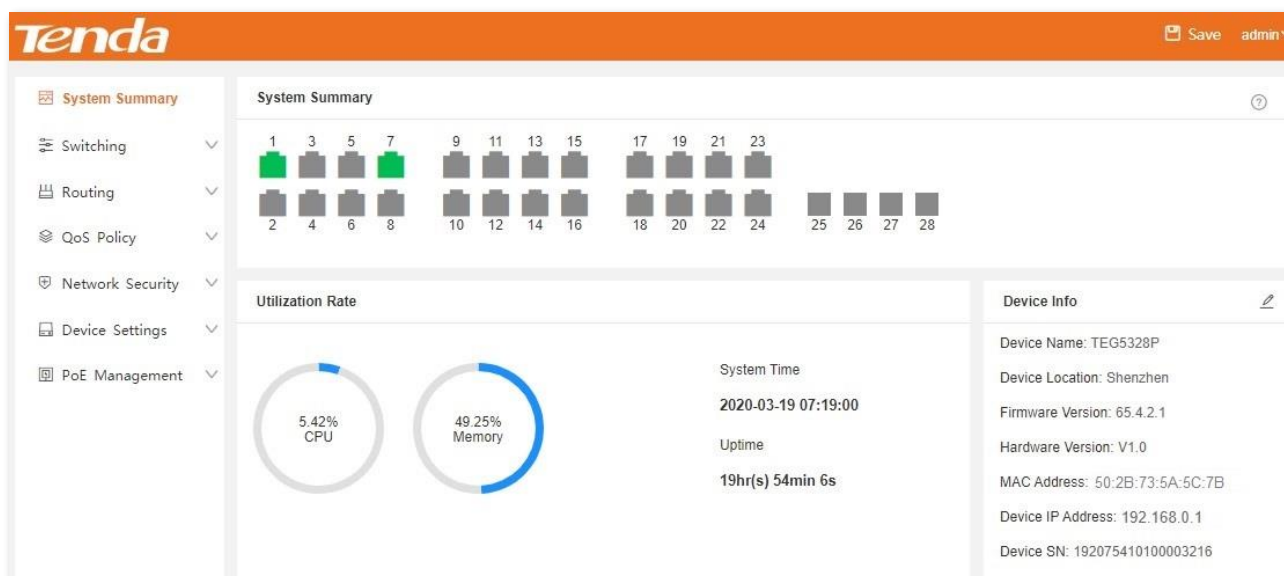 Tenda
Save admin
System Summary
Switching
Routing
QoS Policy
Network Security
Device Settings
PoE Management
System Summary
1 3 5 7 9 11 13 15 17 19 21 23
2 4 6 8 10 12 14 16 18 20 22 24 25 26 27 28
Utilization Rate
5.42%
CPU
49.25%
Memory
System Time
2020-03-19 07:19:00
Uptime
19hr(s) 54min 6s
Device Info
Device Name: TEG5328P
Device Location: Shenzhen
Firmware Version: 65.4.2.1
Hardware Version: V1.0
MAC Address: 50:2B:73:5A:5C:7B
Device IP Address: 192.168.0.1
Device SN: 192075410100003216